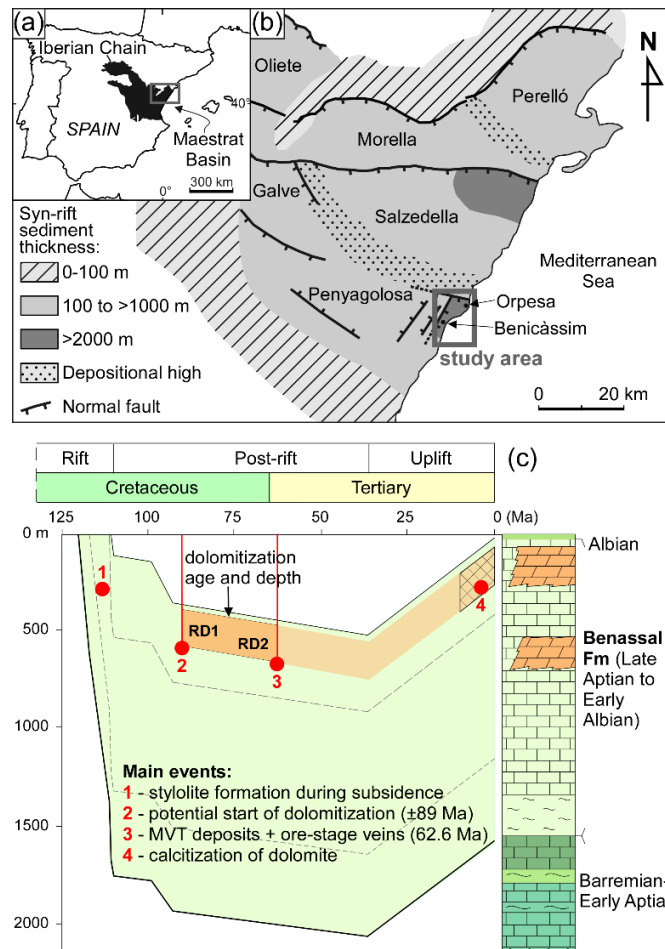 (a)
Iberian Chain
40°
SPAIN
Maestrat
Basin
0°
300 km
(b)
N
Oliete
Perelló
Morella
Galve
Salzedella
Mediterranean
Sea
Penyagolosa
Orpesa
Benicàssim
study area
0 20 km
Syn-rift
sediment
thickness:
0-100 m
100 to >1000 m
>2000 m
Depositional high
Normal fault
(c)
Rift Post-rift Uplift
Cretaceous Tertiary
125 100 75 50 25 0 (Ma)
0 m
500
1000
1500
2000
dolomitization
age and depth
1
RD1
RD2
2
3
4
Main events:
1 - stylolite formation during subsidence
2 - potential start of dolomitization (±89 Ma)
3 - MVT deposits + ore-stage veins (62.6 Ma)
4 - calcitization of dolomite
Albian
Benassal
Fm (Late
Aptian to
Early
Albian)
Barremian-
Early Aptia